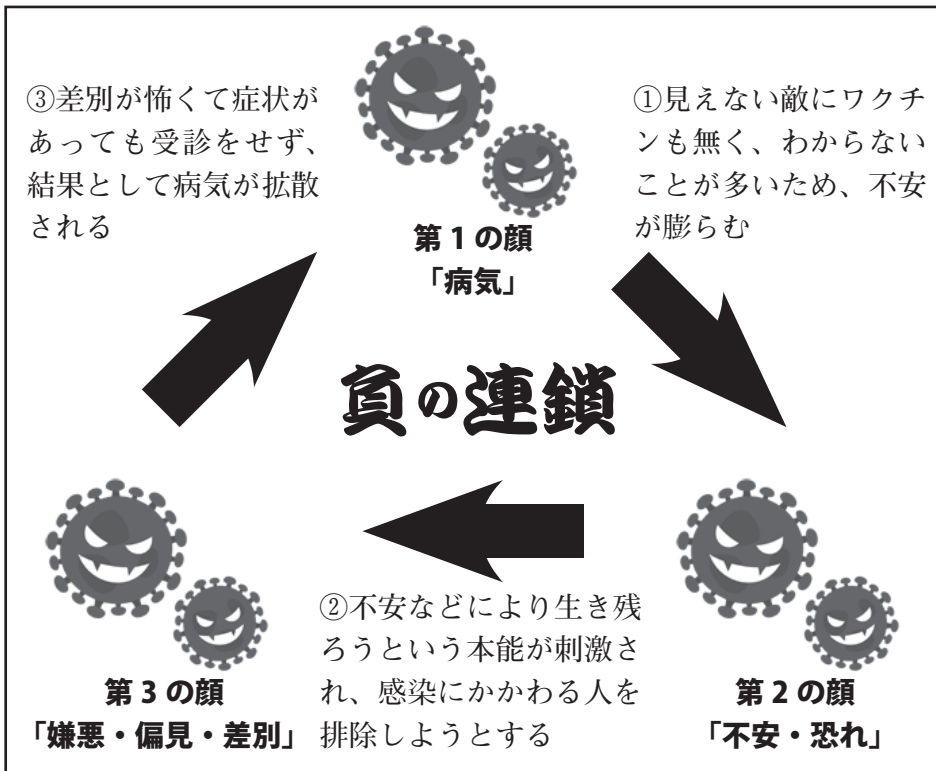 ③差別が怖くて症状が
あっても受診をせず、
結果として病気が拡散
される
①見えない敵にワクチ
ンも無く、わからない
ことが多いため、不安
が膨らむ
第1の顔
「病気」
負の連鎖
②不安などにより生き残
ろうという本能が刺激さ
れ、感染にかかわる人を
排除しようとする
第3の顔
「嫌悪・偏見・差別」
第2の顔
「不安・恐れ」